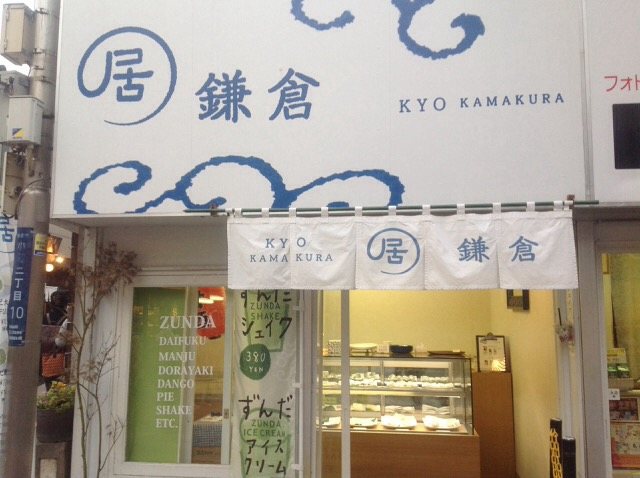 居 鎌倉
KYO KAMAKURA
フォト
KYO
KAMAKURA
居 鎌倉
二丁目
10
ZUNDA
DAIFUKU
MANJU
DORAYAKI
DANGO
PIE
SHAKE
ETC.
ずんだ
ZUNDA
SHAKE
シェイク
380
YEN
ずんだ
ZUNDA
ICE CREAM
アイス
クリーム